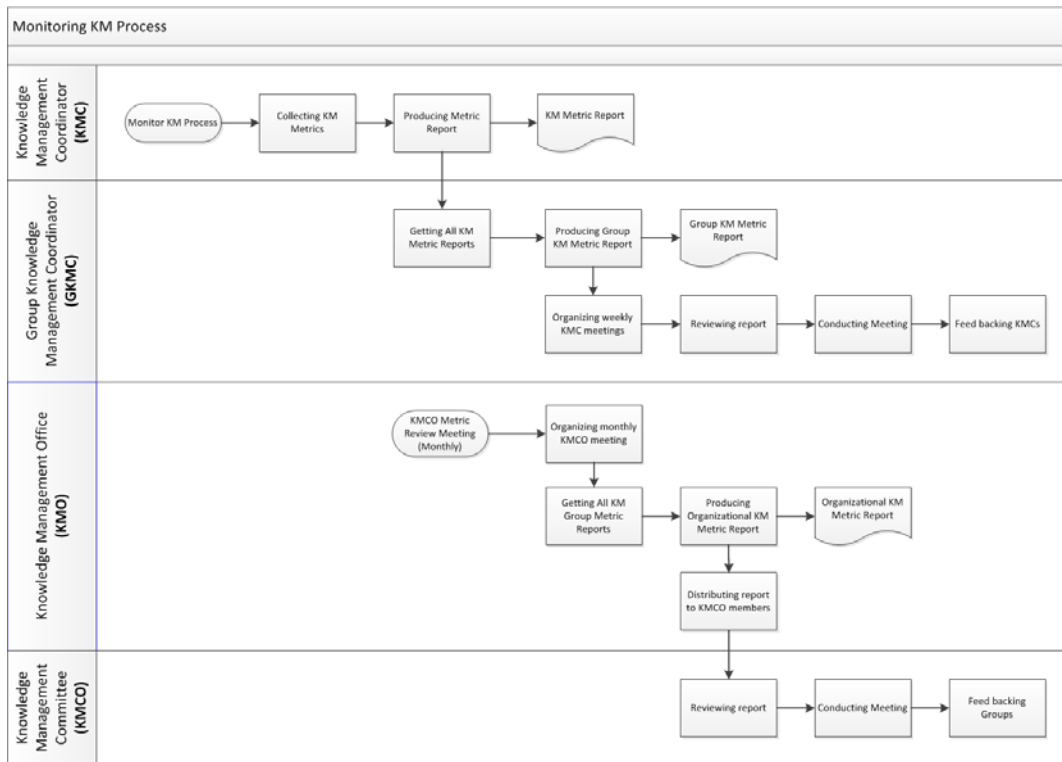 Monitoring KM Process
Knowledge
Management
Coordinator
(KMC)
Monitor KM Process
Collecting KM
Metrics
Producing Metric
Report
KM Metric Report
Group Knowledge
Management Coordinator
(GKMC)
Getting All KM
Metric Reports
Producing Group
KM Metric Report
Group KM Metric
Report
Organizing weekly
KMC meetings
Reviewing report
Conducting Meeting
Feed backing KMCs
Knowledge Management Office
(KMO)
KMCO Metric
Review Meeting
(Monthly)
Organizing monthly
KMCO meeting
Getting All KM
Group Metric
Reports
Producing
Organizational KM
Metric Report
Organizational KM
Metric Report
Distributing report
to KMCO members
Knowledge
Management
Committee
(KMCO)
Reviewing report
Conducting Meeting
Feed backing
Groups